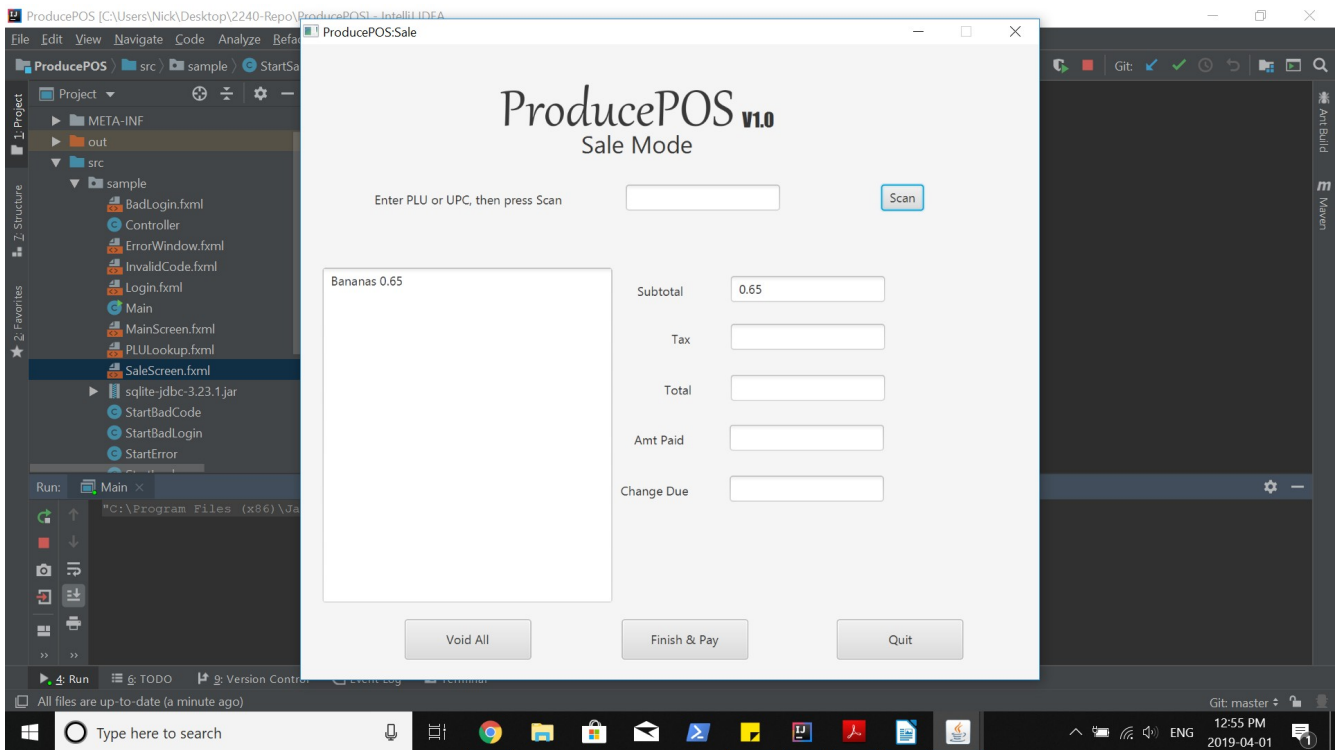 ProducePOS [C:\Users\Nick\Desktop\2240-Repo\ProducePOS] - IntelliJ IDEA
File Edit View Navigate Code Analyze Refac
ProducePOS src sample StartSa
Git:
Project
META-INF
out
src
sample
BadLogin.fxml
Controller
ErrorWindow.fxml
InvalidCode.fxml
Login.fxml
Main
MainScreen.fxml
PLULookup.fxml
SaleScreen.fxml
sqlite-jdbc-3.23.1.jar
StartBadCode
StartBadLogin
StartError
1: Project
7: Structure
2: Favorites
Ant Build
m Maven
ProducePOS:Sale
ProducePOS V1.0
Sale Mode
Enter PLU or UPC, then press Scan
Scan
Bananas 0.65
Subtotal 0.65
Tax
Total
Amt Paid
Change Due
Void All Finish & Pay Quit
Run: Main
"C:\Program Files (x86)\Ja
4: Run 6: TODO 9: Version Control Event Log Terminal
All files are up-to-date (a minute ago)
Git: master
Type here to search
ENG
12:55 PM
2019-04-01
1